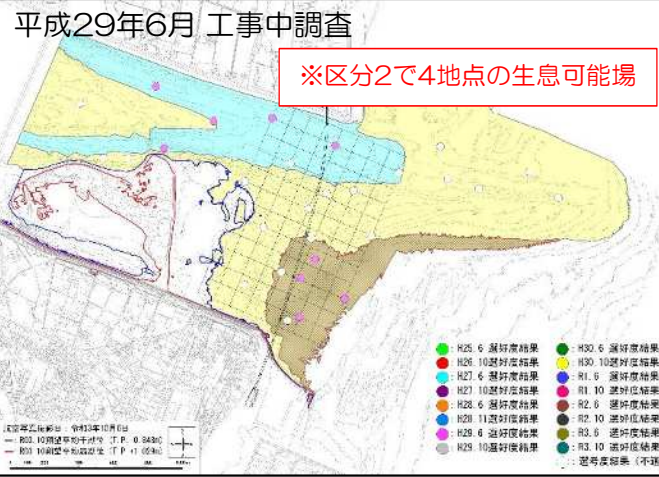 平成29年6月 工事中調査
※区分2で4地点の生息可能場
H25.6 選好度結果
H26.10選好度結果
H27.6 選好度結果
H27.10選好度結果
H28.6 選好度結果
H28.11選好度結果
H29.6 選好度結果
H29.10選好度結果
H30.6 選好度結果
H30.10選好度結果
R1.6 選好度結果
R1.10 選好度結果
R2.6 選好度結果
R2.10 選好度結果
R3.6 選好度結果
R3.10 選好度結果